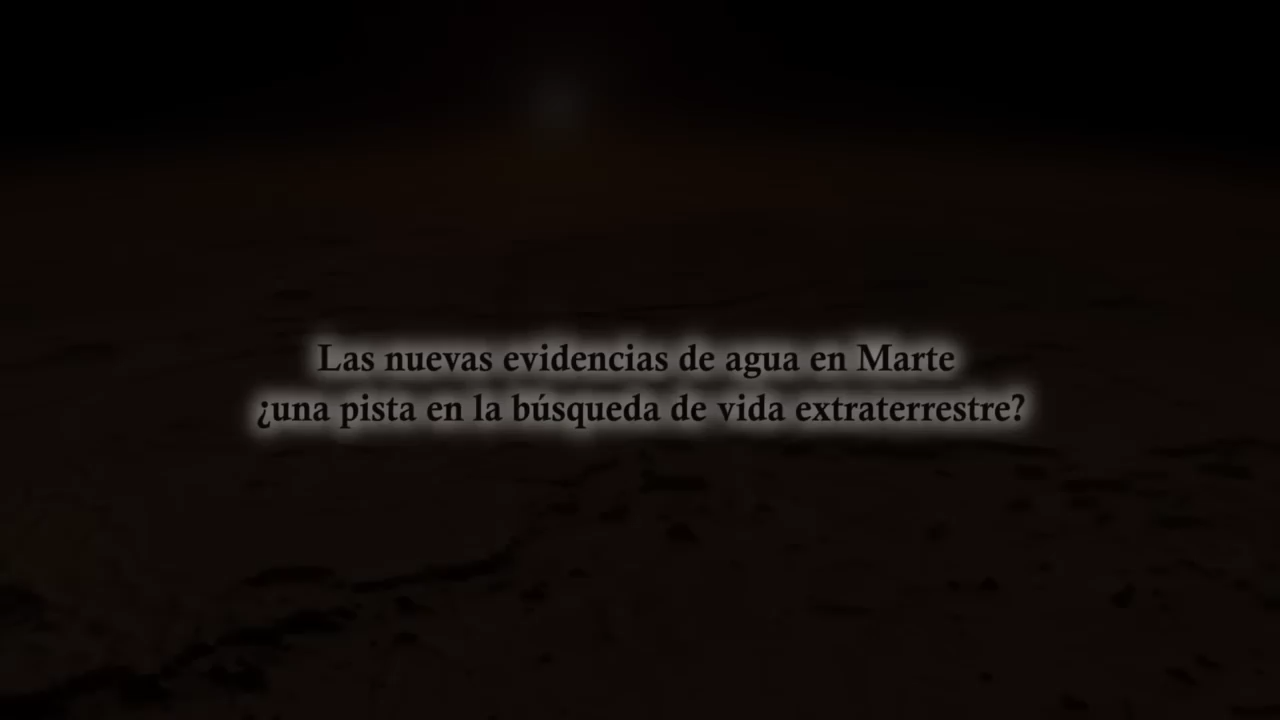 Las nuevas evidencias de agua en Marte
¿una pista en la búsqueda de vida extraterrestre?